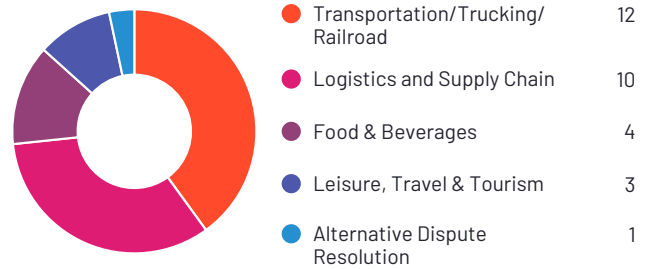 Transportation/Trucking/ 12
Railroad
Logistics and Supply Chain 10
Food & Beverages 4
Leisure, Travel & Tourism 3
Alternative Dispute 1
Resolution